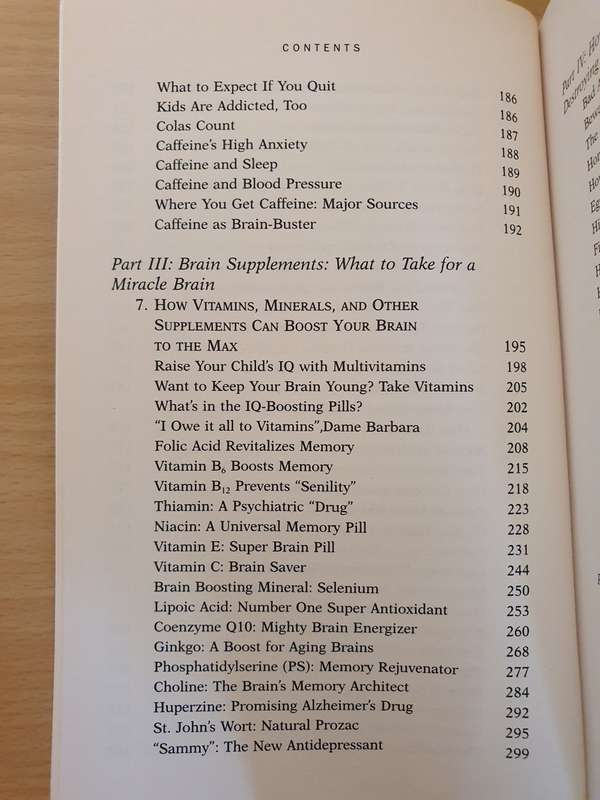 CONTENTS
What to Expect If You Quit 186
Kids Are Addicted, Too 186
Colas Count 187
Caffeine's High Anxiety 188
Caffeine and Sleep 189
Caffeine and Blood Pressure 190
Where You Get Caffeine: Major Sources 191
Caffeine as Brain-Buster 192
Part III: Brain Supplements: What to Take for a
Miracle Brain
7. HOW VITAMINS, MINERALS, AND OTHER
SUPPLEMENTS CAN BOOST YOUR BRAIN
TO THE MAX 195
Raise Your Child's IQ with Multivitamins 198
Want to Keep Your Brain Young? Take Vitamins 205
What's in the IQ-Boosting Pills? 202
“I Owe it all to Vitamins”,Dame Barbara 204
Folic Acid Revitalizes Memory 208
Vitamin B₆ Boosts Memory 215
Vitamin B₁₂ Prevents “Senility” 218
Thiamin: A Psychiatric “Drug” 223
Niacin: A Universal Memory Pill 228
Vitamin E: Super Brain Pill 231
Vitamin C: Brain Saver 244
Brain Boosting Mineral: Selenium 250
Lipoic Acid: Number One Super Antioxidant 253
Coenzyme Q10: Mighty Brain Energizer 260
Ginkgo: A Boost for Aging Brains 268
Phosphatidylserine (PS): Memory Rejuvenator 277
Choline: The Brain's Memory Architect 284
Huperzine: Promising Alzheimer's Drug 292
St. John's Wort: Natural Prozac 295
“Sammy”: The New Antidepressant 299
Part IV: How
Destroying
Bad
The